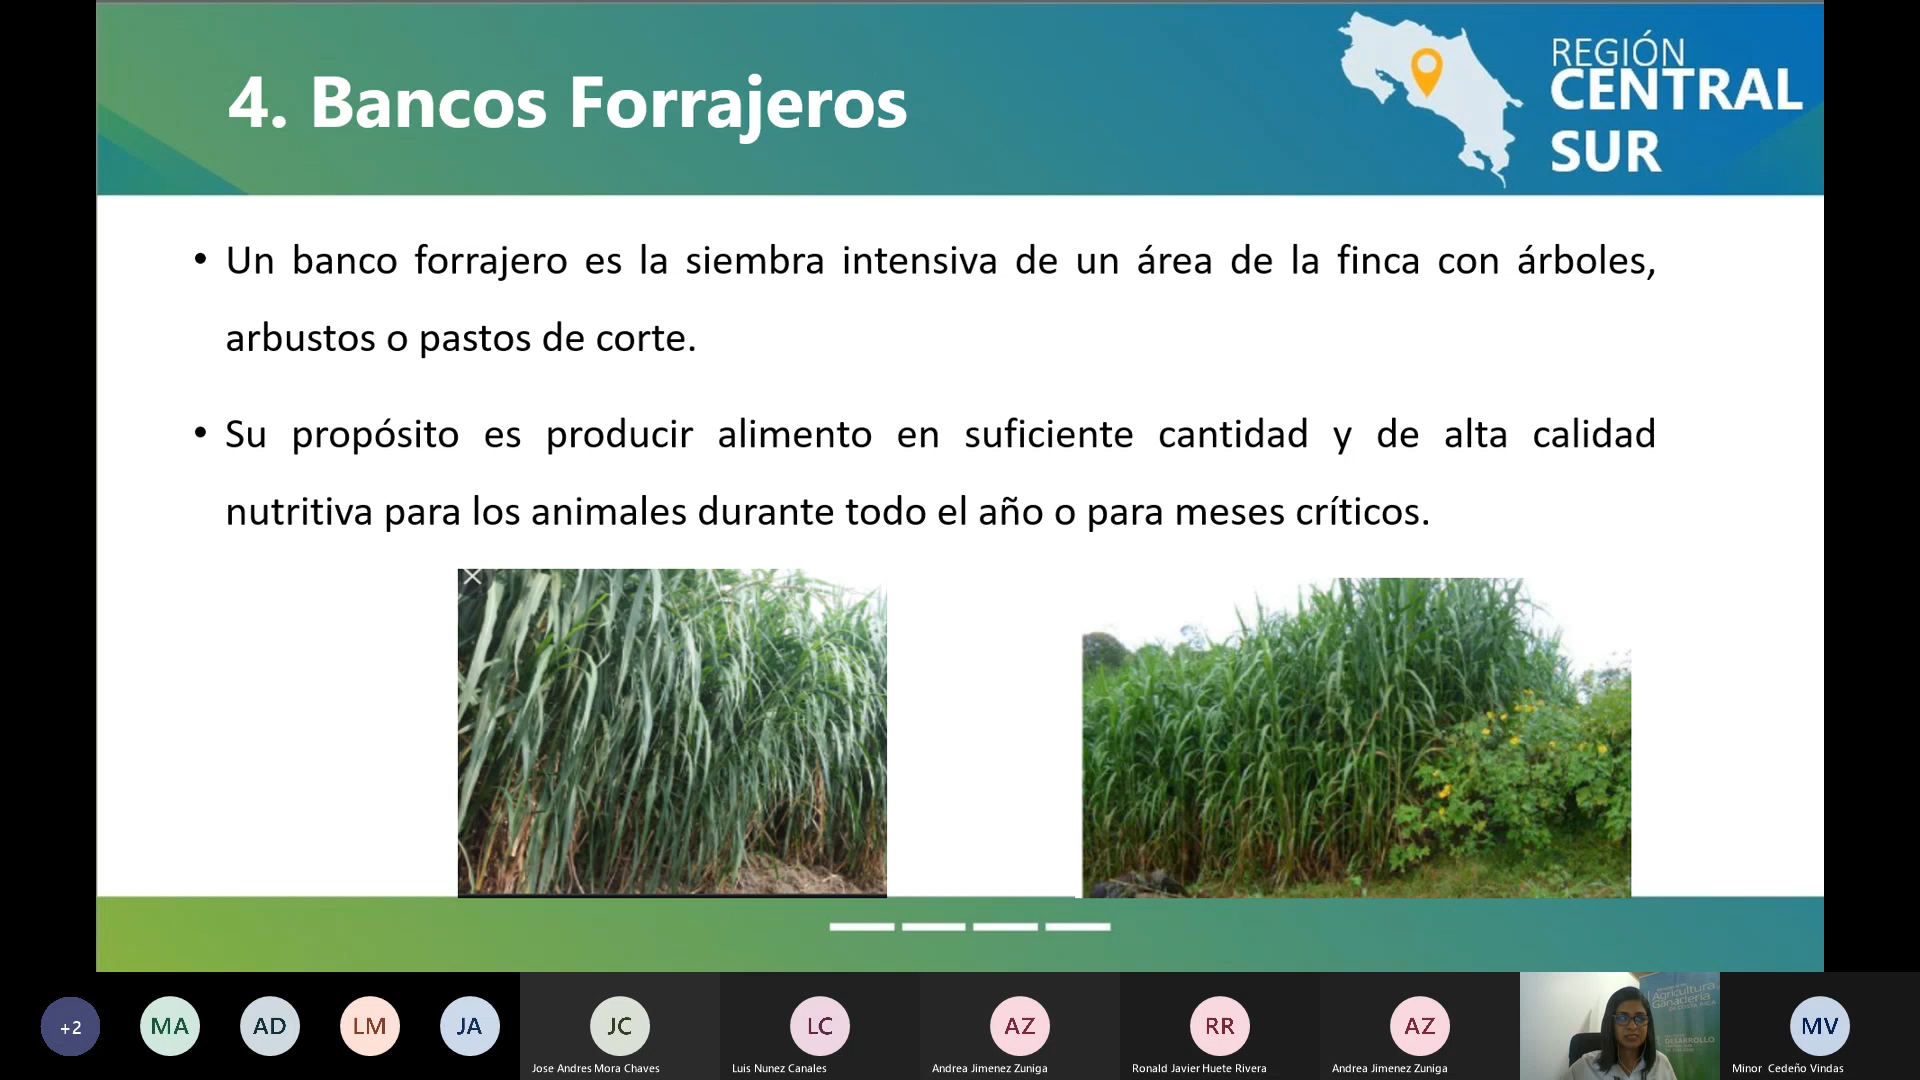 4. Bancos Forrajeros
REGIÓN
CENTRAL
SUR
• Un banco forrajero es la siembra intensiva de un área de la finca con árboles,
arbustos o pastos de corte.
• Su propósito es producir alimento en suficiente cantidad y de alta calidad
nutritiva para los animales durante todo el año o para meses críticos.
+2
MA
AD
LM
JA
JC
LC
AZ
RR
AZ
MV
Jose Andres Mora Chaves
Luis Nunez Canales
Andrea Jimenez Zuniga
Ronald Javier Huete Rivera
Andrea Jimenez Zuniga
Agricultura
Ganadería
DESARROLLO
Minor Cedeño Vindas